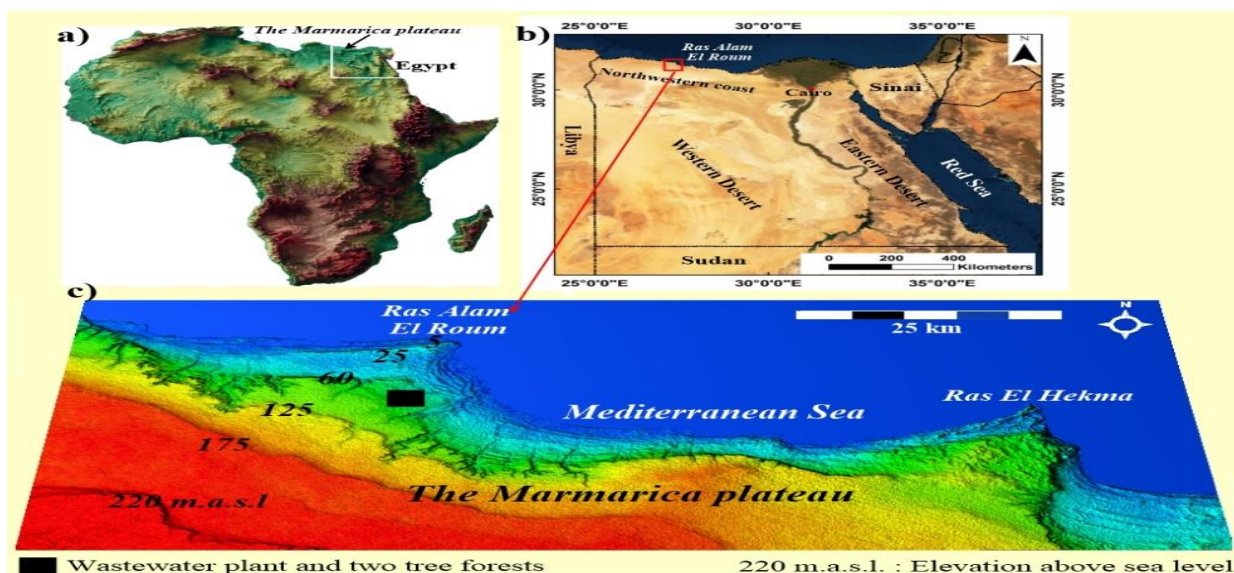 a)
The Marmarica plateau
Egypt
b)
25°0'0"E 30°0'0"E 35°0'0"E
Ras Alam
El Roum
N
Northwestern coast
Cairo
Sinai
30°0'0"N
30°0'0"N
Libya
Western Desert
Eastern Desert
Red Sea
25°0'0"N
25°0'0"N
Sudan
0 200 400
Kilometers
25°0'0"E 30°0'0"E 35°0'0"E
c)
Ras Alam
El Roum
N
25 km
5
25
60
125
175
220 m.a.s.l
Mediterranean Sea
Ras El Hekma
The Marmarica plateau
Wastewater plant and two tree forests
220 m.a.s.l. : Elevation above sea level